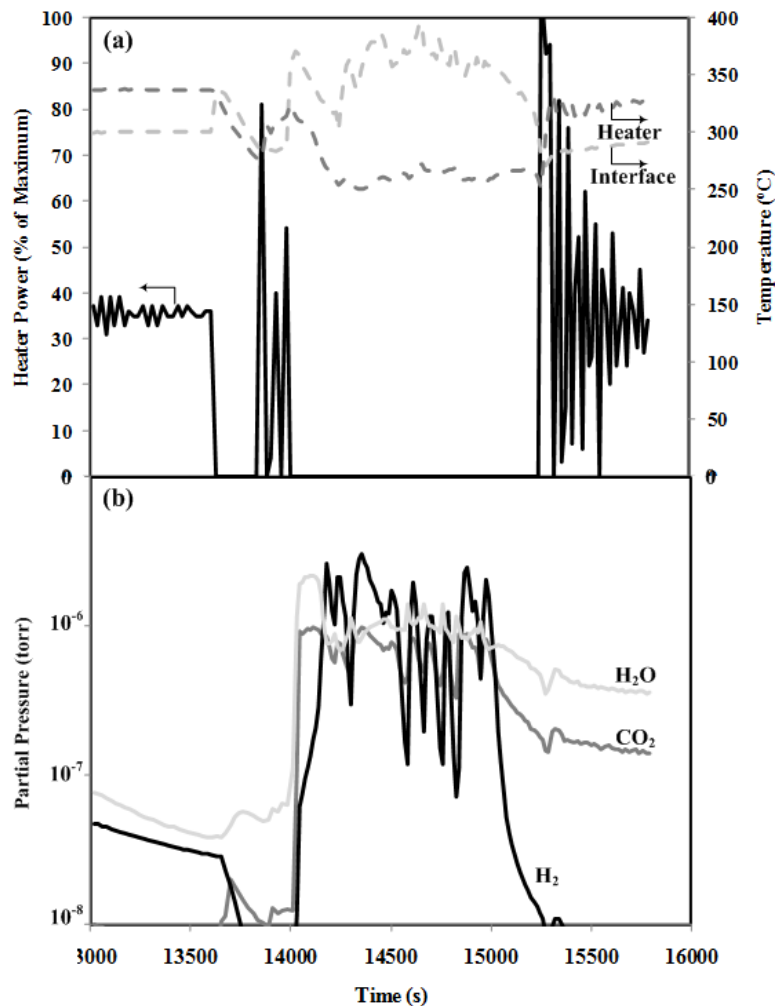 100
90
80
70
60
50
40
30
20
10
0
Heater Power (% of Maximum)
(a)
Heater
Interface
400
350
300
250
200
150
100
50
0
Temperature (ºC)
(b)
10-6
10-7
10-8
Partial Pressure (torr)
H2O
CO2
H2
13000 13500 14000 14500 15000 15500 16000
Time (s)